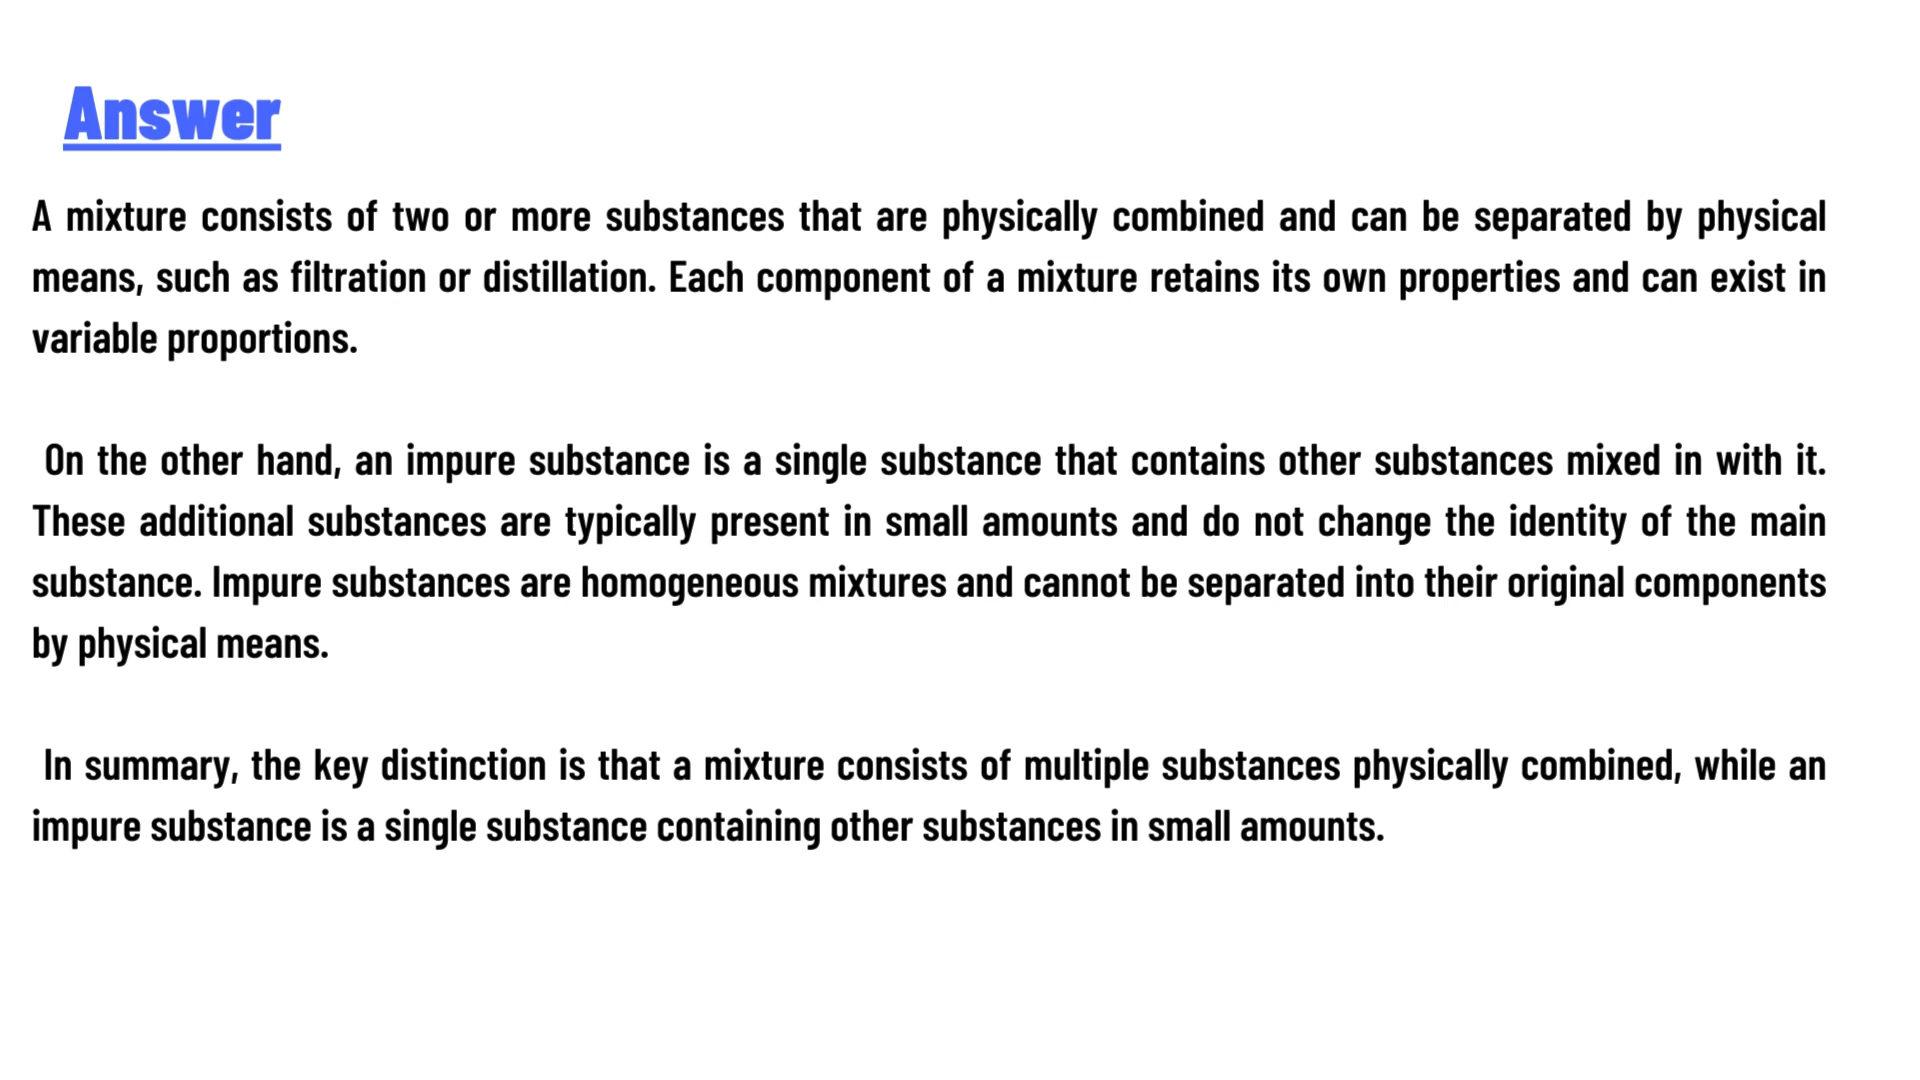 Answer
A mixture consists of two or more substances that are physically combined and can be separated by physical
means, such as filtration or distillation. Each component of a mixture retains its own properties and can exist in
variable proportions.
On the other hand, an impure substance is a single substance that contains other substances mixed in with it.
These additional substances are typically present in small amounts and do not change the identity of the main
substance. Impure substances are homogeneous mixtures and cannot be separated into their original components
by physical means.
In summary, the key distinction is that a mixture consists of multiple substances physically combined, while an
impure substance is a single substance containing other substances in small amounts.